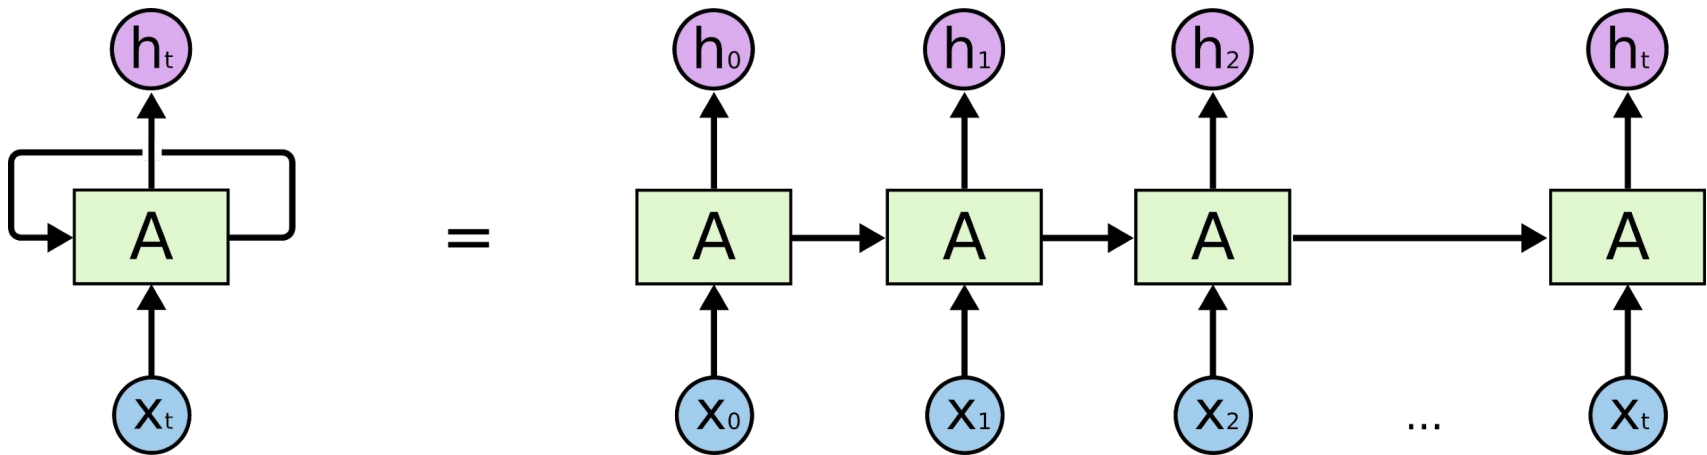 hₜ h₀ h₁ h₂ hₜ
A = A A A A
xₜ x₀ x₁ x₂ ... xₜ